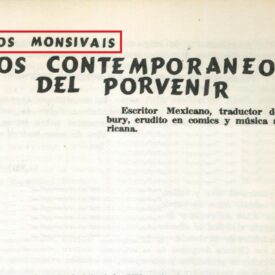 OS MONSIVAIS
OS CONTEMPORANEO
DEL PORVENIR
Escritor Mexicano, traductor d
bury, erudito en comics y música a
ricana.